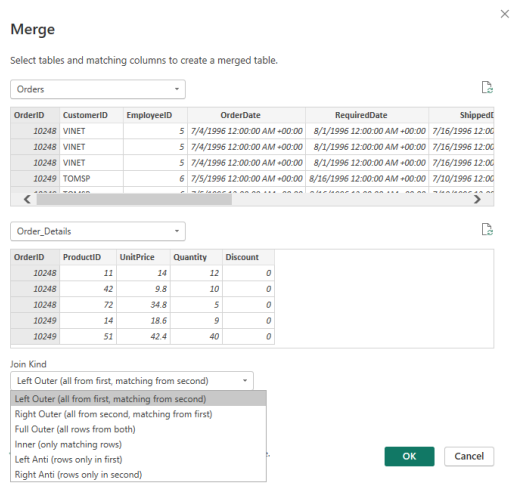 Merge
Select tables and matching columns to create a merged table.
Orders
OrderID CustomerID EmployeeID OrderDate RequiredDate ShippedD
10248 VINET 5 7/4/1996 12:00:00 AM +00:00 8/1/1996 12:00:00 AM +00:00 7/16/1996 12:00
10248 VINET 5 7/4/1996 12:00:00 AM +00:00 8/1/1996 12:00:00 AM +00:00 7/16/1996 12:00
10248 VINET 5 7/4/1996 12:00:00 AM +00:00 8/1/1996 12:00:00 AM +00:00 7/16/1996 12:00
10249 TOMSP 6 7/5/1996 12:00:00 AM +00:00 8/16/1996 12:00:00 AM +00:00 7/10/1996 12:00
Order_Details
OrderID ProductID UnitPrice Quantity Discount
10248 11 14 12 0
10248 42 9.8 10 0
10248 72 34.8 5 0
10249 14 18.6 9 0
10249 51 42.4 40 0
Join Kind
Left Outer (all from first, matching from second)
Left Outer (all from first, matching from second)
Right Outer (all from second, matching from first)
Full Outer (all rows from both)
Inner (only matching rows)
Left Anti (rows only in first)
Right Anti (rows only in second)
OK Cancel